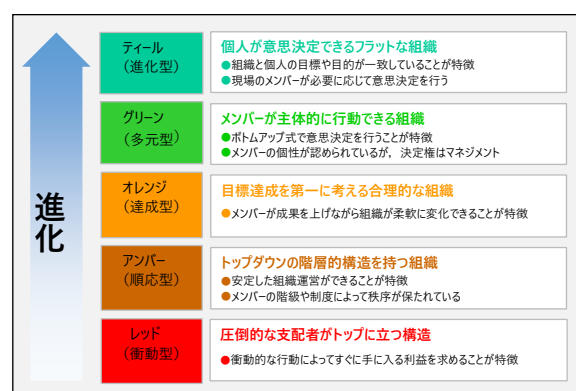 進化
ティール
（進化型）
個人が意思決定できるフラットな組織
●組織と個人の目標や目的が一致していることが特徴
●現場のメンバーが必要に応じて意思決定を行う
グリーン
（多元型）
メンバーが主体的に行動できる組織
●ボトムアップ式で意思決定を行うことが特徴
●メンバーの個性が認められているが，決定権はマネジメント
オレンジ
（達成型）
目標達成を第一に考える合理的な組織
●メンバーが成果を上げながら組織が柔軟に変化できることが特徴
アンバー
（順応型）
トップダウンの階層的構造を持つ組織
●安定した組織運営ができることが特徴
●メンバーの階級や制度によって秩序が保たれている
レッド
（衝動型）
圧倒的な支配者がトップに立つ構造
●衝動的な行動によってすぐに手に入る利益を求めることが特徴